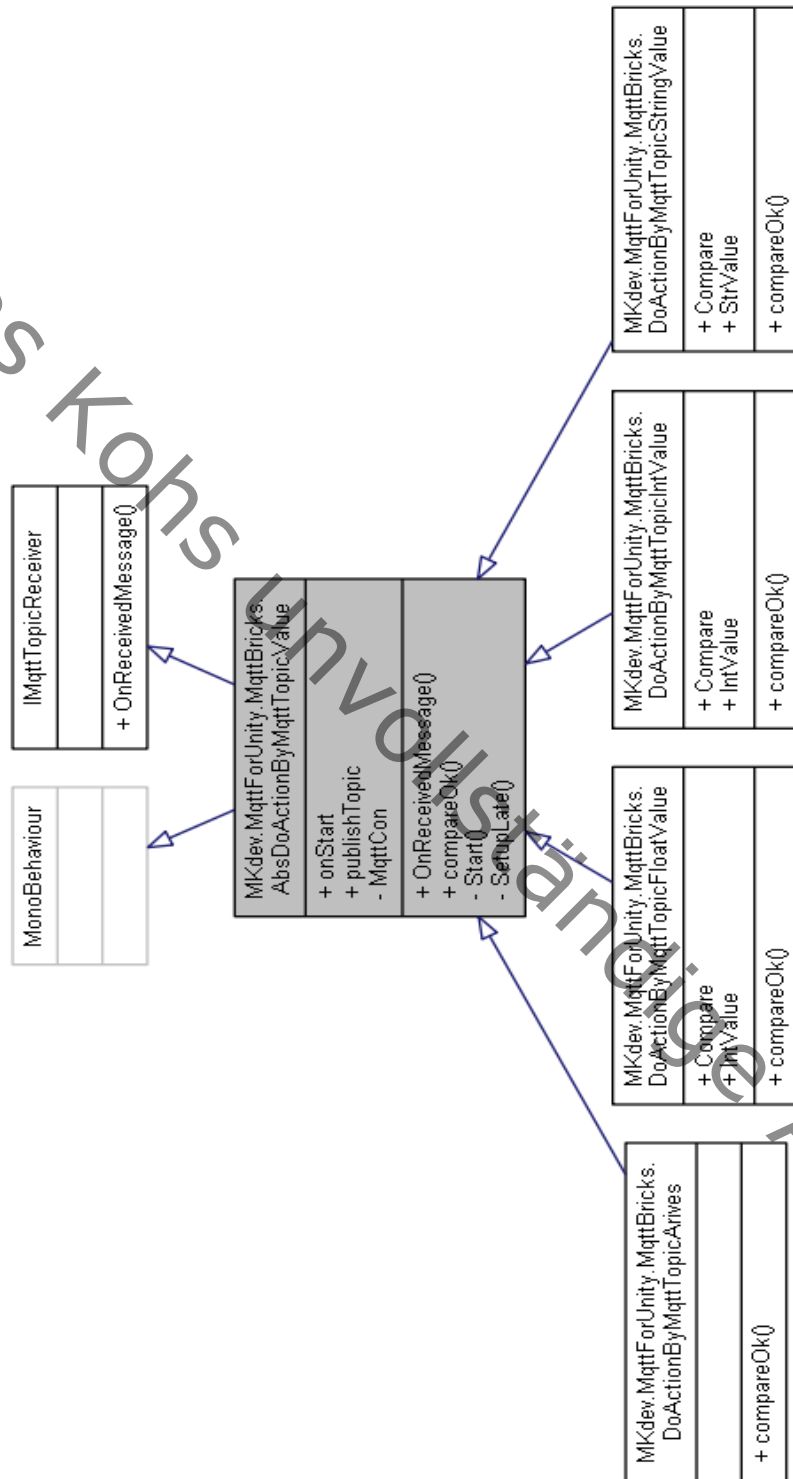 MonoBehaviour
IMqttTopicReceiver
+ OnReceivedMessage()
MKdev.MqttForUnity.MqttBricks.
AbsDoActionByMqttTopicValue
+ onStart
+ publishTopic
- MqttCon
+ OnReceivedMessage()
+ compareOk()
- Start()
- SetupLate()
MKdev.MqttForUnity.MqttBricks.
DoActionByMqttTopicArives
+ compareOk()
MKdev.MqttForUnity.MqttBricks.
DoActionByMqttTopicFloatValue
+ Compare
+ IntValue
+ compareOk()
MKdev.MqttForUnity.MqttBricks.
DoActionByMqttTopicIntValue
+ Compare
+ IntValue
+ compareOk()
MKdev.MqttForUnity.MqttBricks.
DoActionByMqttTopicStringValue
+ Compare
+ StrValue
+ compareOk()
Kohs unvollständige